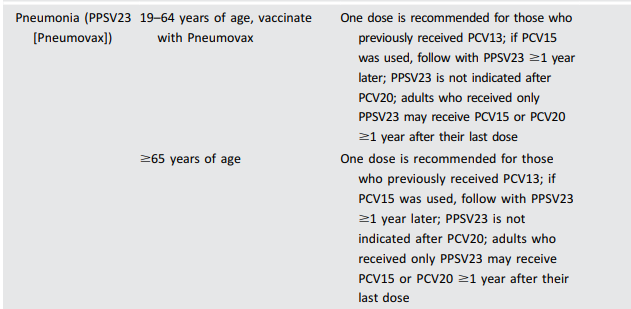 Pneumonia (PPSV23 [Pneumovax])
19–64 years of age, vaccinate with Pneumovax
One dose is recommended for those who
previously received PCV13; if PCV15
was used, follow with PPSV23 ≥1 year
later; PPSV23 is not indicated after
PCV20; adults who received only
PPSV23 may receive PCV15 or PCV20
≥1 year after their last dose
≥65 years of age
One dose is recommended for those
who previously received PCV13; if
PCV15 was used, follow with PPSV23
≥1 year later; PPSV23 is not
indicated after PCV20; adults who
received only PPSV23 may receive
PCV15 or PCV20 ≥1 year after their
last dose